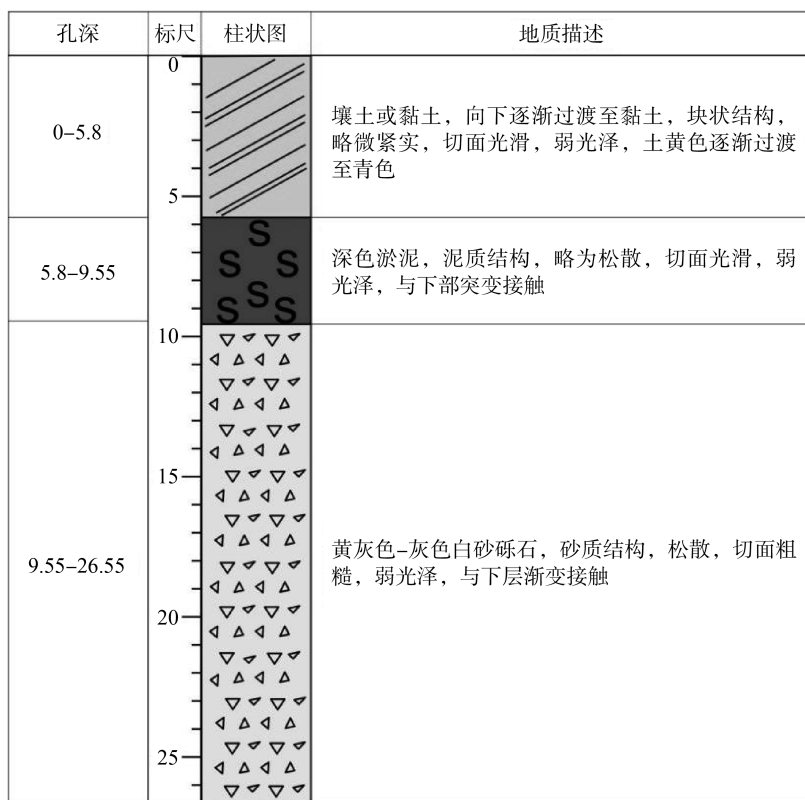 孔深 标尺 柱状图 地质描述
0
0-5.8
壤土或黏土，向下逐渐过渡至黏土，块状结构，
略微紧实，切面光滑，弱光泽，土黄色逐渐过渡
至青色
5
S
5.8-9.55
S S
S
S S
深色淤泥，泥质结构，略为松散，切面光滑，弱
光泽，与下部突变接触
10
15
9.55-26.55
黄灰色-灰色白砂砾石，砂质结构，松散，切面粗
糙，弱光泽，与下层渐变接触
20
25